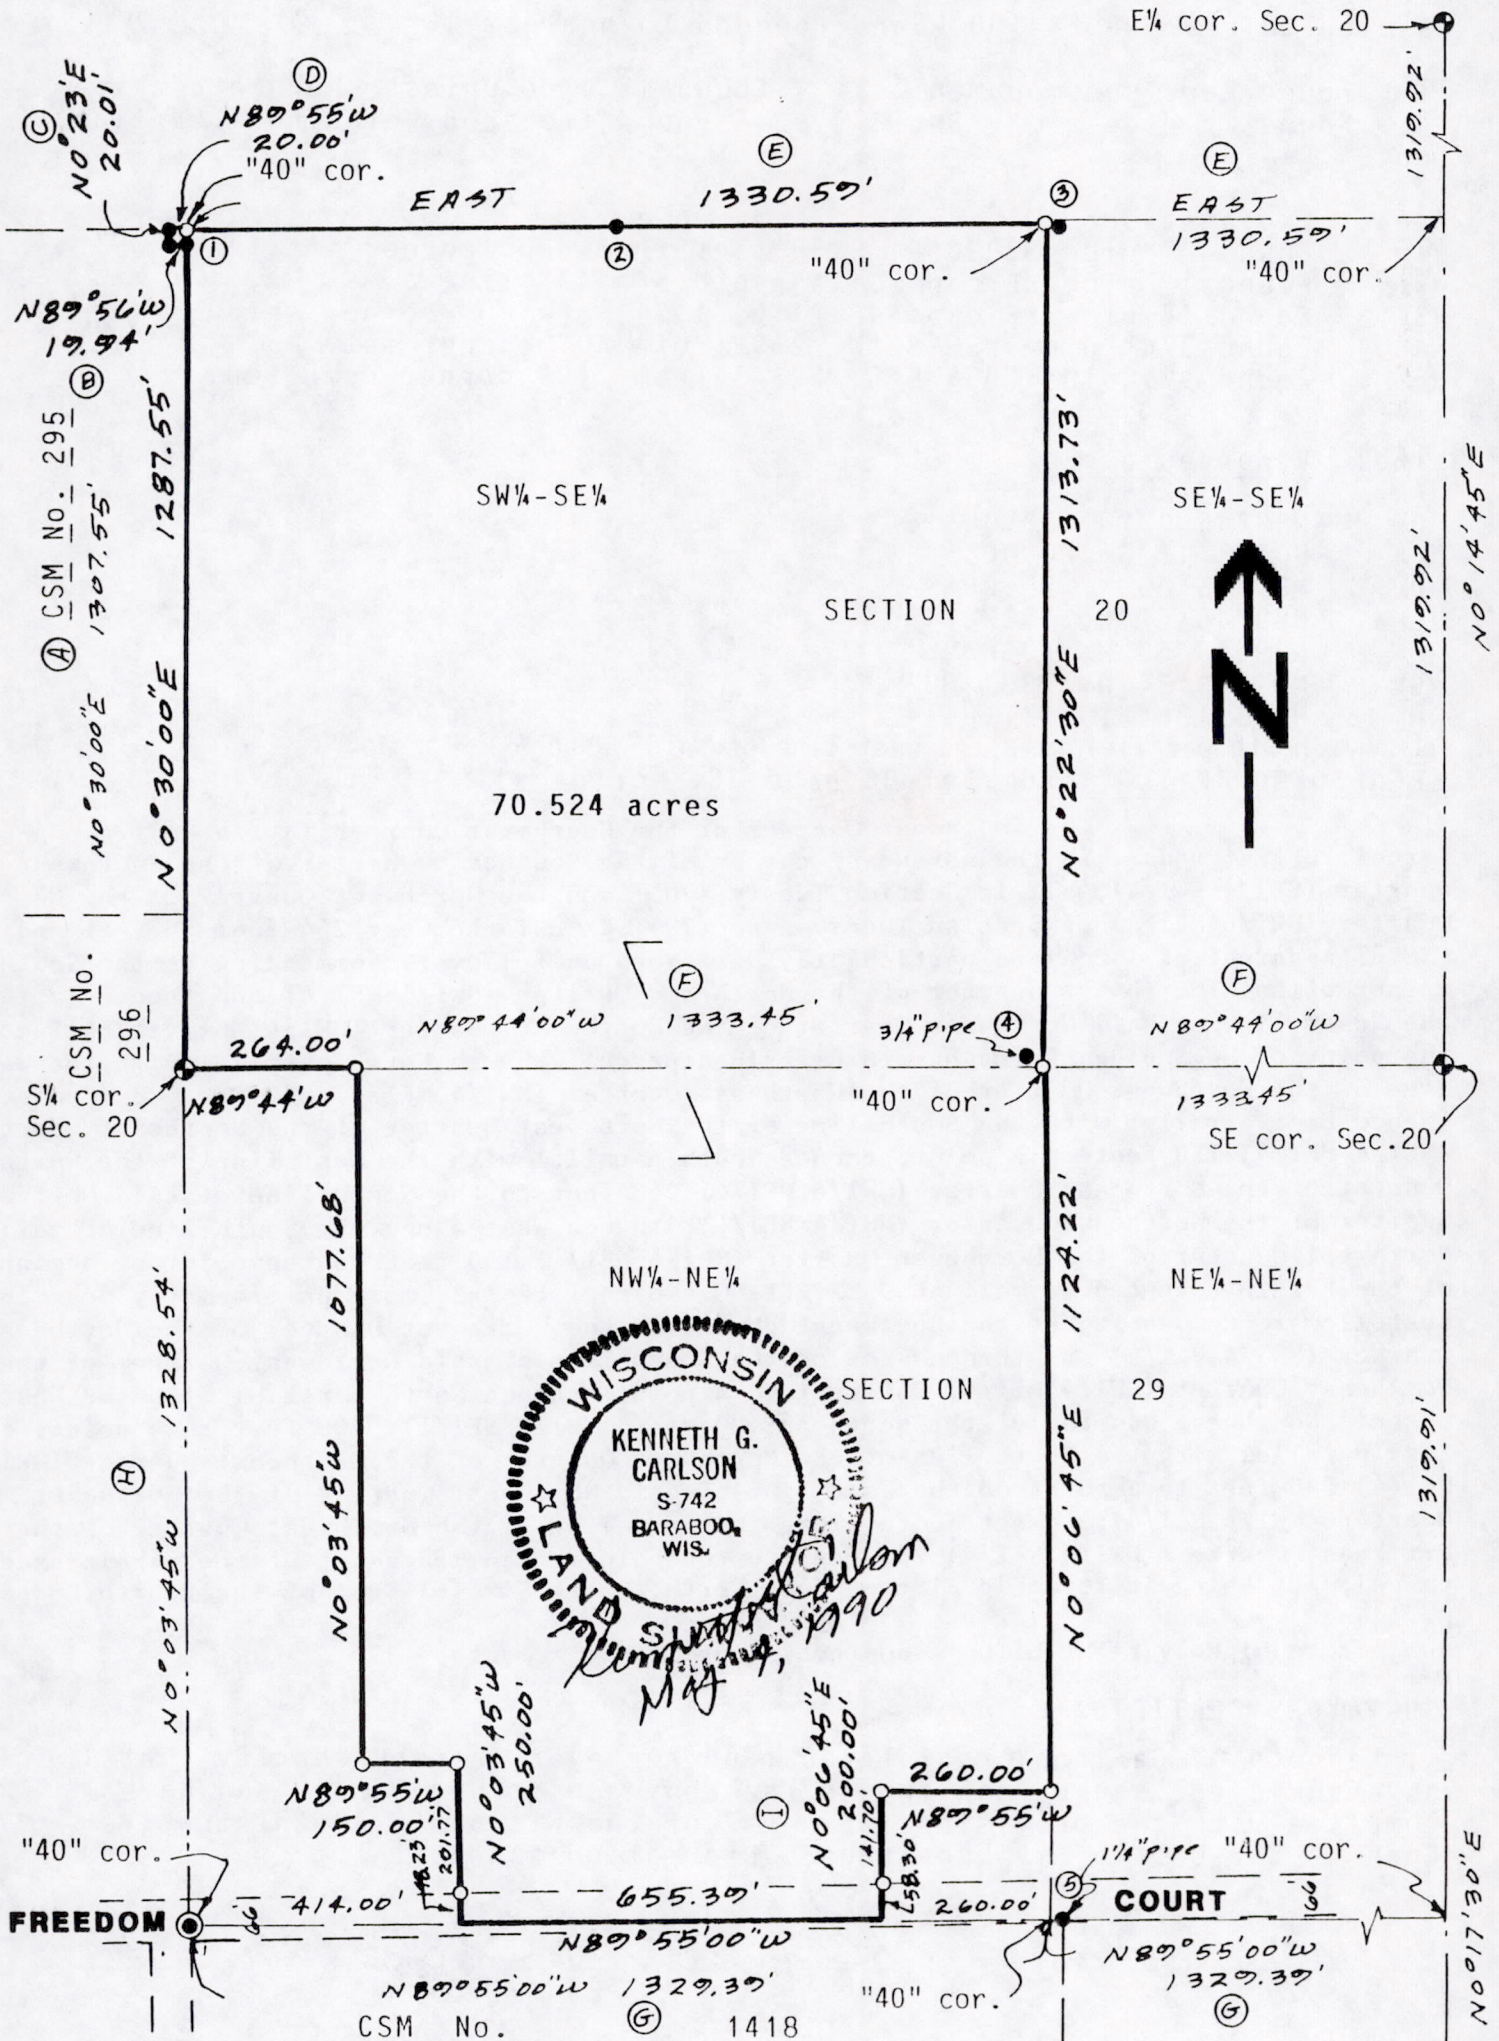 E¼ cor. Sec. 20
1319.92'
Ⓒ
N0°23'E
20.01'
Ⓓ
N89°55'W
20.00'
"40" cor.
EAST
Ⓔ
1330.59'
③
Ⓔ
EAST
1330.59'
"40" cor.
①
②
"40" cor.
N89°56'W
19.94'
Ⓑ
Ⓐ CSM No. 295
N0°30'00"E 1307.55'
N0°30'00"E 1287.55'
SW¼-SE¼
N0°22'30"E 1313.73'
SE¼-SE¼
1319.92'
N0°14'45"E
SECTION 20
N
70.524 acres
CSM No.
296
S¼ cor.
Sec. 20
264.00'
N89°44'W
Ⓕ
N89°44'00"W 1333.45'
3/4" pipe ④
"40" cor.
Ⓕ
N89°44'00"W
1333.45'
SE cor. Sec.20
N0°03'45"W 1328.54'
Ⓗ
N0°03'45"W 1077.68'
NW¼-NE¼
N0°06'45"E 1124.22'
NE¼-NE¼
SECTION 29
1319.91'
WISCONSIN
KENNETH G.
CARLSON
S-742
BARABOO,
WIS.
LAND SURVEYOR
Kenneth G. Carlson
May 4, 1990
N89°55'W
150.00'
N0°03'45"W
250.00'
201.77'
Ⓘ
N0°06'45"E
200.00'
141.70'
58.30'
260.00'
N89°55'W
"40" cor.
1¼" pipe "40" cor.
⑤
FREEDOM
66'
414.00'
655.39'
260.00'
COURT
66'
N89°55'00"W
N89°55'00"W 1329.39'
Ⓖ
"40" cor.
N89°55'00"W
1329.39'
Ⓖ
N0°17'30"E
CSM No. 1418